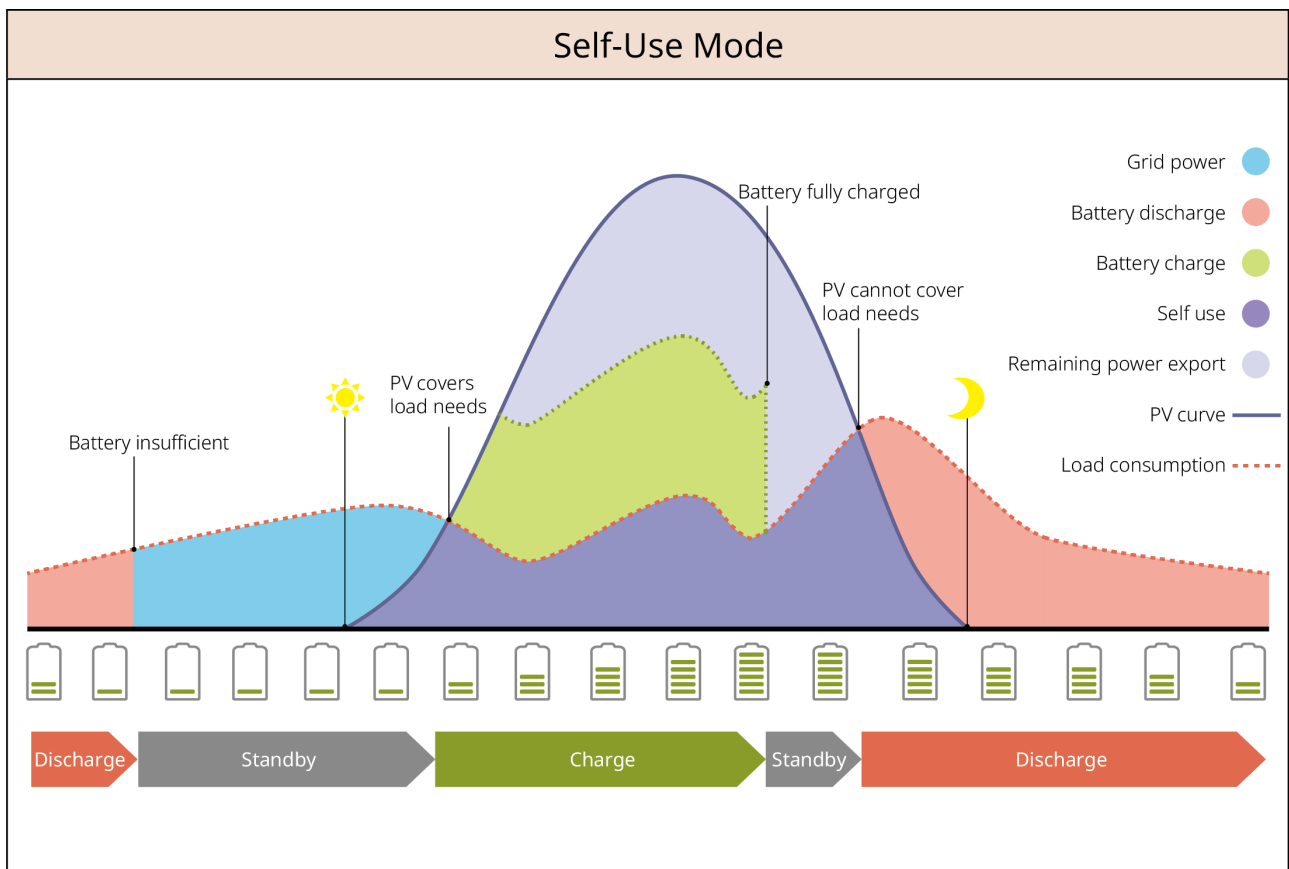 Self-Use Mode
Grid power
Battery discharge
Battery charge
Self use
Remaining power export
PV curve
Load consumption
Battery fully charged
PV cannot cover
load needs
PV covers
load needs
Battery insufficient
Discharge
Standby
Charge
Standby
Discharge